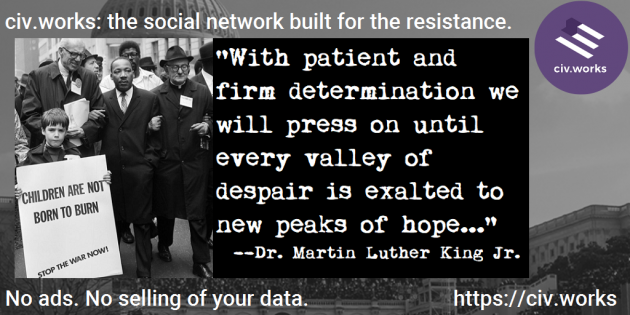 civ.works: the social network built for the resistance.
civ.works
"With patient and
firm determination we
will press on until
every valley of
despair is exalted to
new peaks of hope..."
--Dr. Martin Luther King Jr.
CHILDREN ARE NOT
BORN TO BURN
STOP THE WAR NOW!
No ads. No selling of your data.
https://civ.works